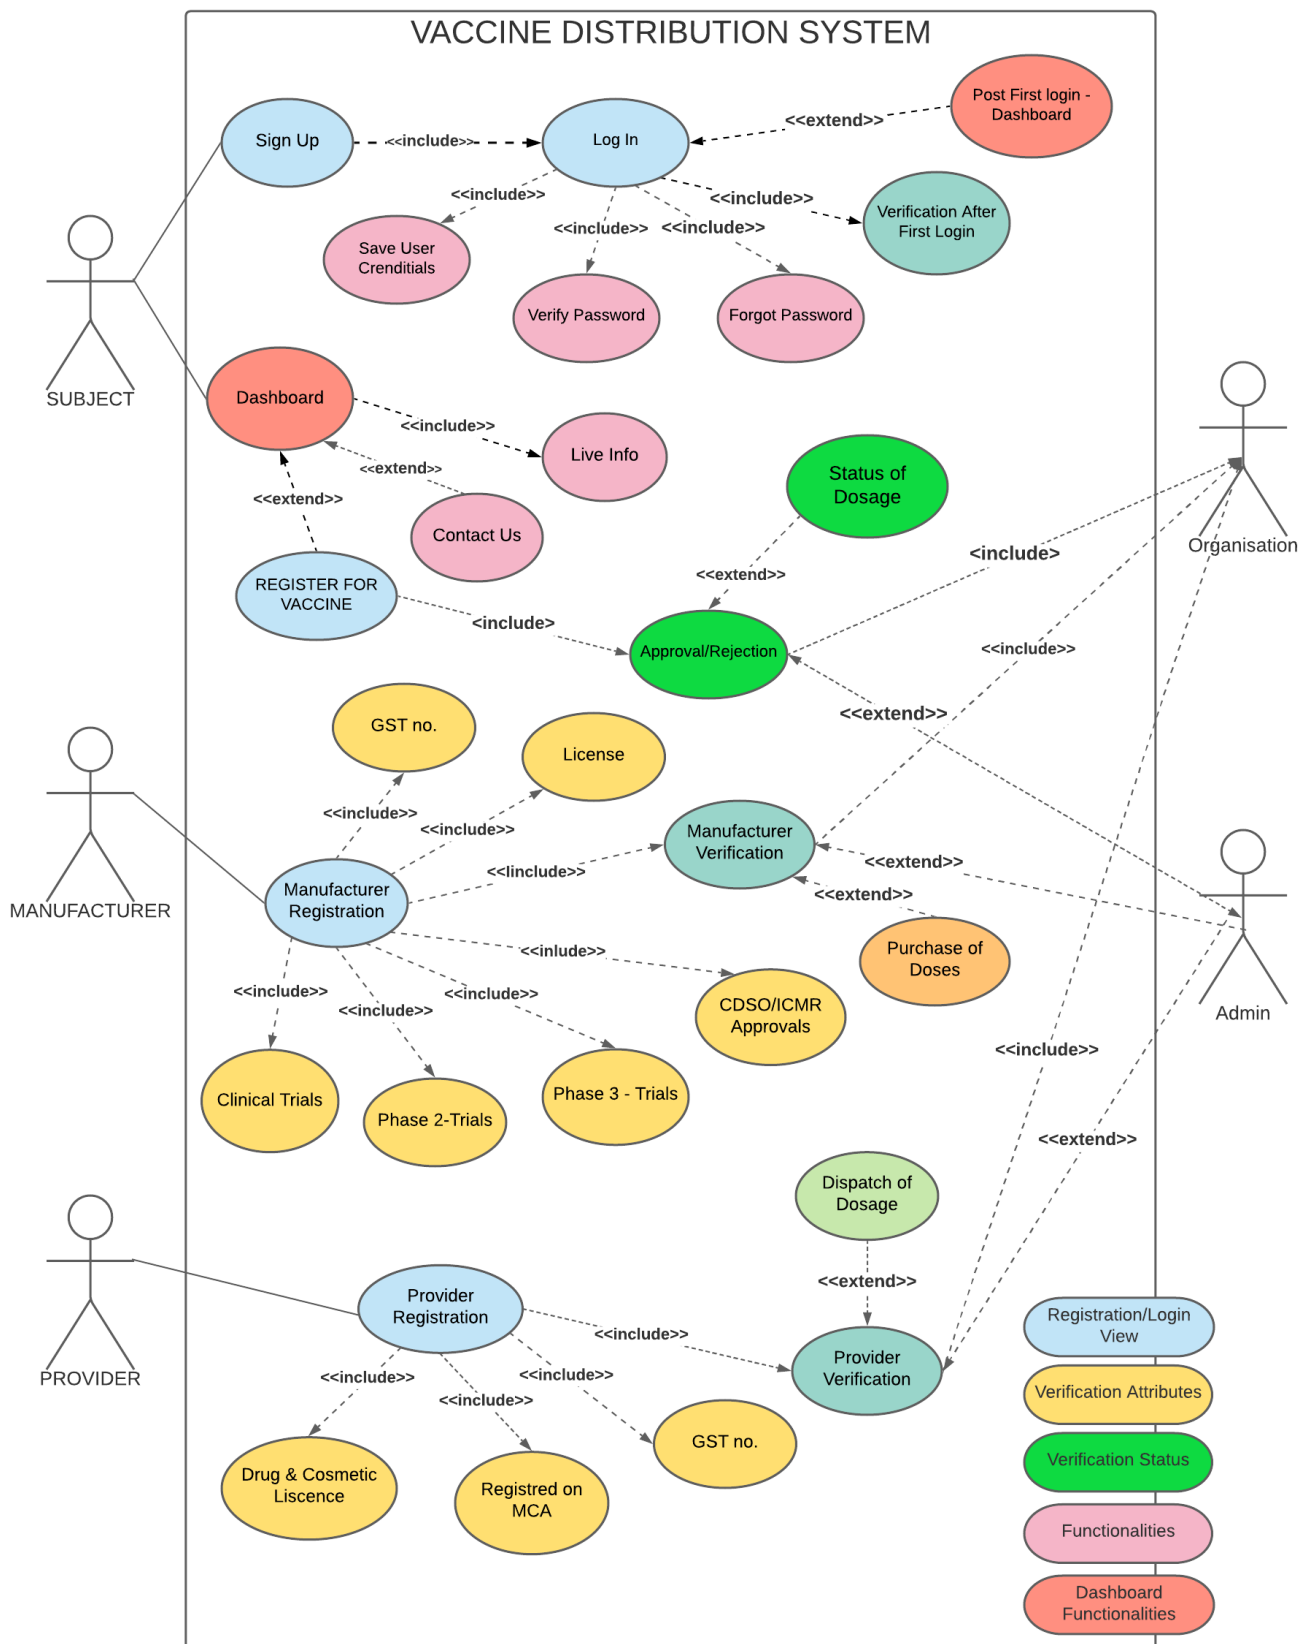 VACCINE DISTRIBUTION SYSTEM
Post First login -
Dashboard
<<extend>>
Sign Up
<<include>>
Log In
<<include>>
<<include>>
Verification After
First Login
<<include>>
<<include>>
Save User
Crenditials
Verify Password
Forgot Password
SUBJECT
Dashboard
<<include>>
Live Info
<<extend>>
<<extend>>
Contact Us
Status of
Dosage
Organisation
<include>
<<extend>>
REGISTER FOR
VACCINE
<include>
Approval/Rejection
<<include>>
<<extend>>
GST no.
License
<<include>>
<<include>>
Manufacturer
Verification
<<extend>>
<<Iinclude>>
<<extend>>
Manufacturer
Registration
MANUFACTURER
Purchase of
Doses
<<inlude>>
<<include>>
<<include>>
<<include>>
CDSO/ICMR
Approvals
Admin
<<include>>
Clinical Trials
Phase 2-Trials
Phase 3 - Trials
<<extend>>
Dispatch of
Dosage
<<extend>>
Provider
Registration
<<include>>
PROVIDER
Provider
Verification
<<include>>
<<include>>
<<include>>
GST no.
Drug & Cosmetic
Liscence
Registred on
MCA
Registration/Login
View
Verification Attributes
Verification Status
Functionalities
Dashboard
Functionalities